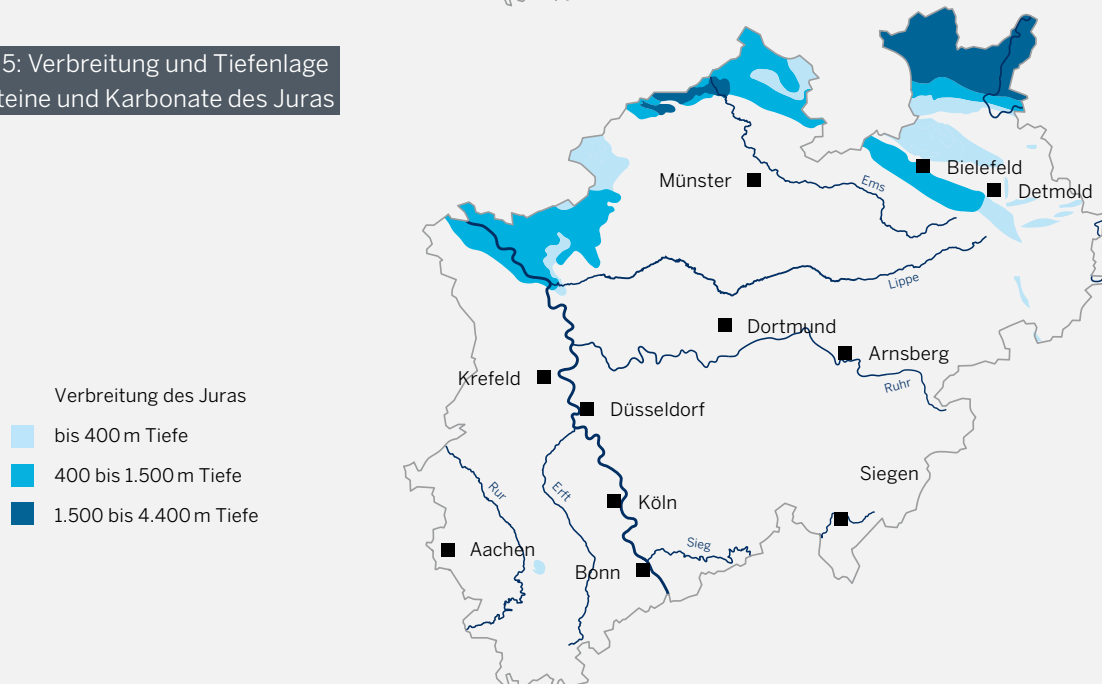 5: Verbreitung und Tiefenlage
teine und Karbonate des Juras
Münster
Ems
Bielefeld
Detmold
Lippe
Dortmund
Arnsberg
Ruhr
Krefeld
Düsseldorf
Verbreitung des Juras
bis 400 m Tiefe
400 bis 1.500 m Tiefe
1.500 bis 4.400 m Tiefe
Siegen
Rur
Erft
Köln
Aachen
Sieg
Bonn